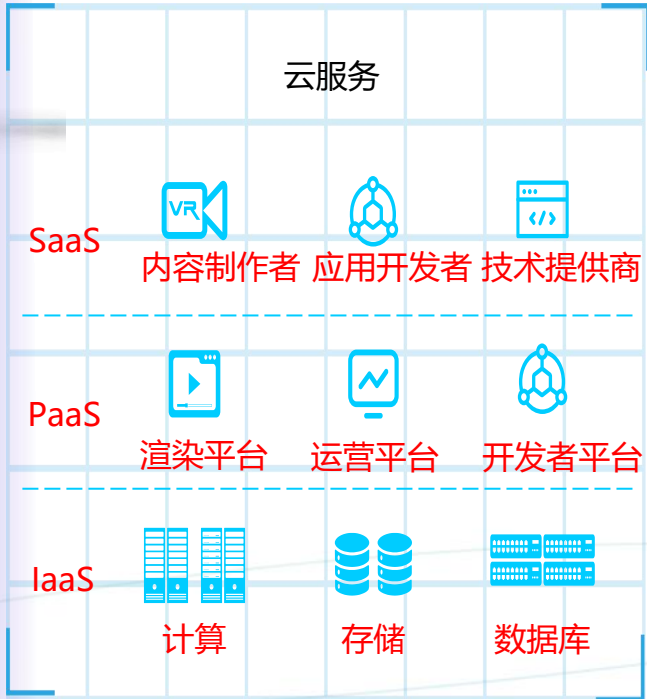 云服务
VR
</>
SaaS
内容制作者 应用开发者 技术提供商
PaaS
渲染平台 运营平台 开发者平台
IaaS
计算 存储 数据库